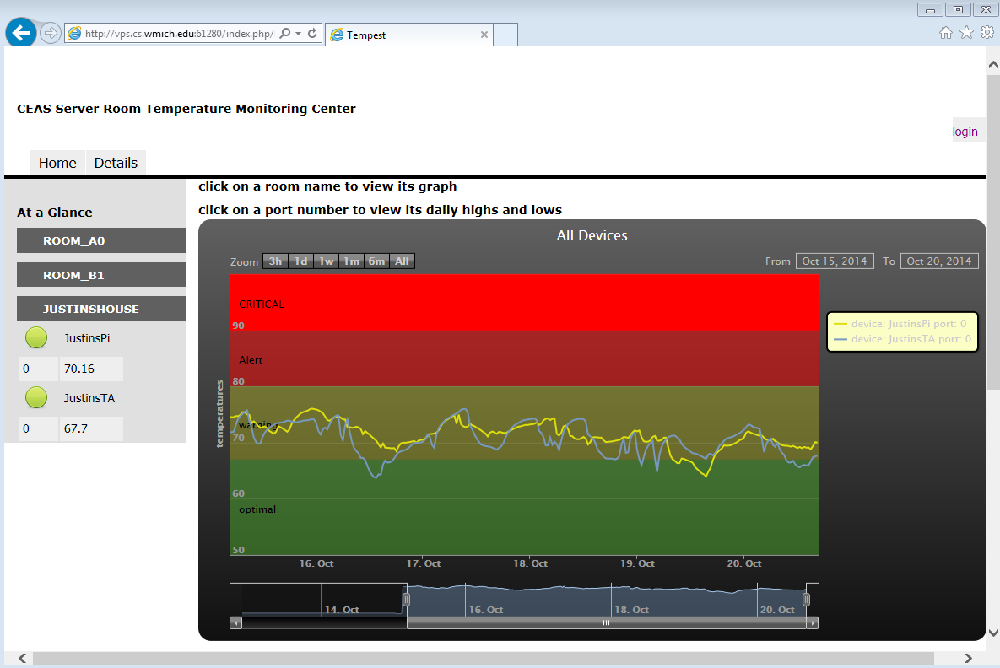 http://vps.cs.wmich.edu:61280/index.php/
Tempest
CEAS Server Room Temperature Monitoring Center
login
Home Details
click on a room name to view its graph
At a Glance
click on a port number to view its daily highs and lows
ROOM_A0
ROOM_B1
JUSTINSHOUSE
JustinsPi
0 70.16
JustinsTA
0 67.7
All Devices
Zoom 3h 1d 1w 1m 6m All From Oct 15, 2014 To Oct 20, 2014
CRITICAL
90
Alert
80
warning
70
60
optimal
50
temperatures
device: JustinsPi port: 0
device: JustinsTA port: 0
16. Oct 17. Oct 18. Oct 19. Oct 20. Oct
14. Oct 16. Oct 18. Oct 20. Oct